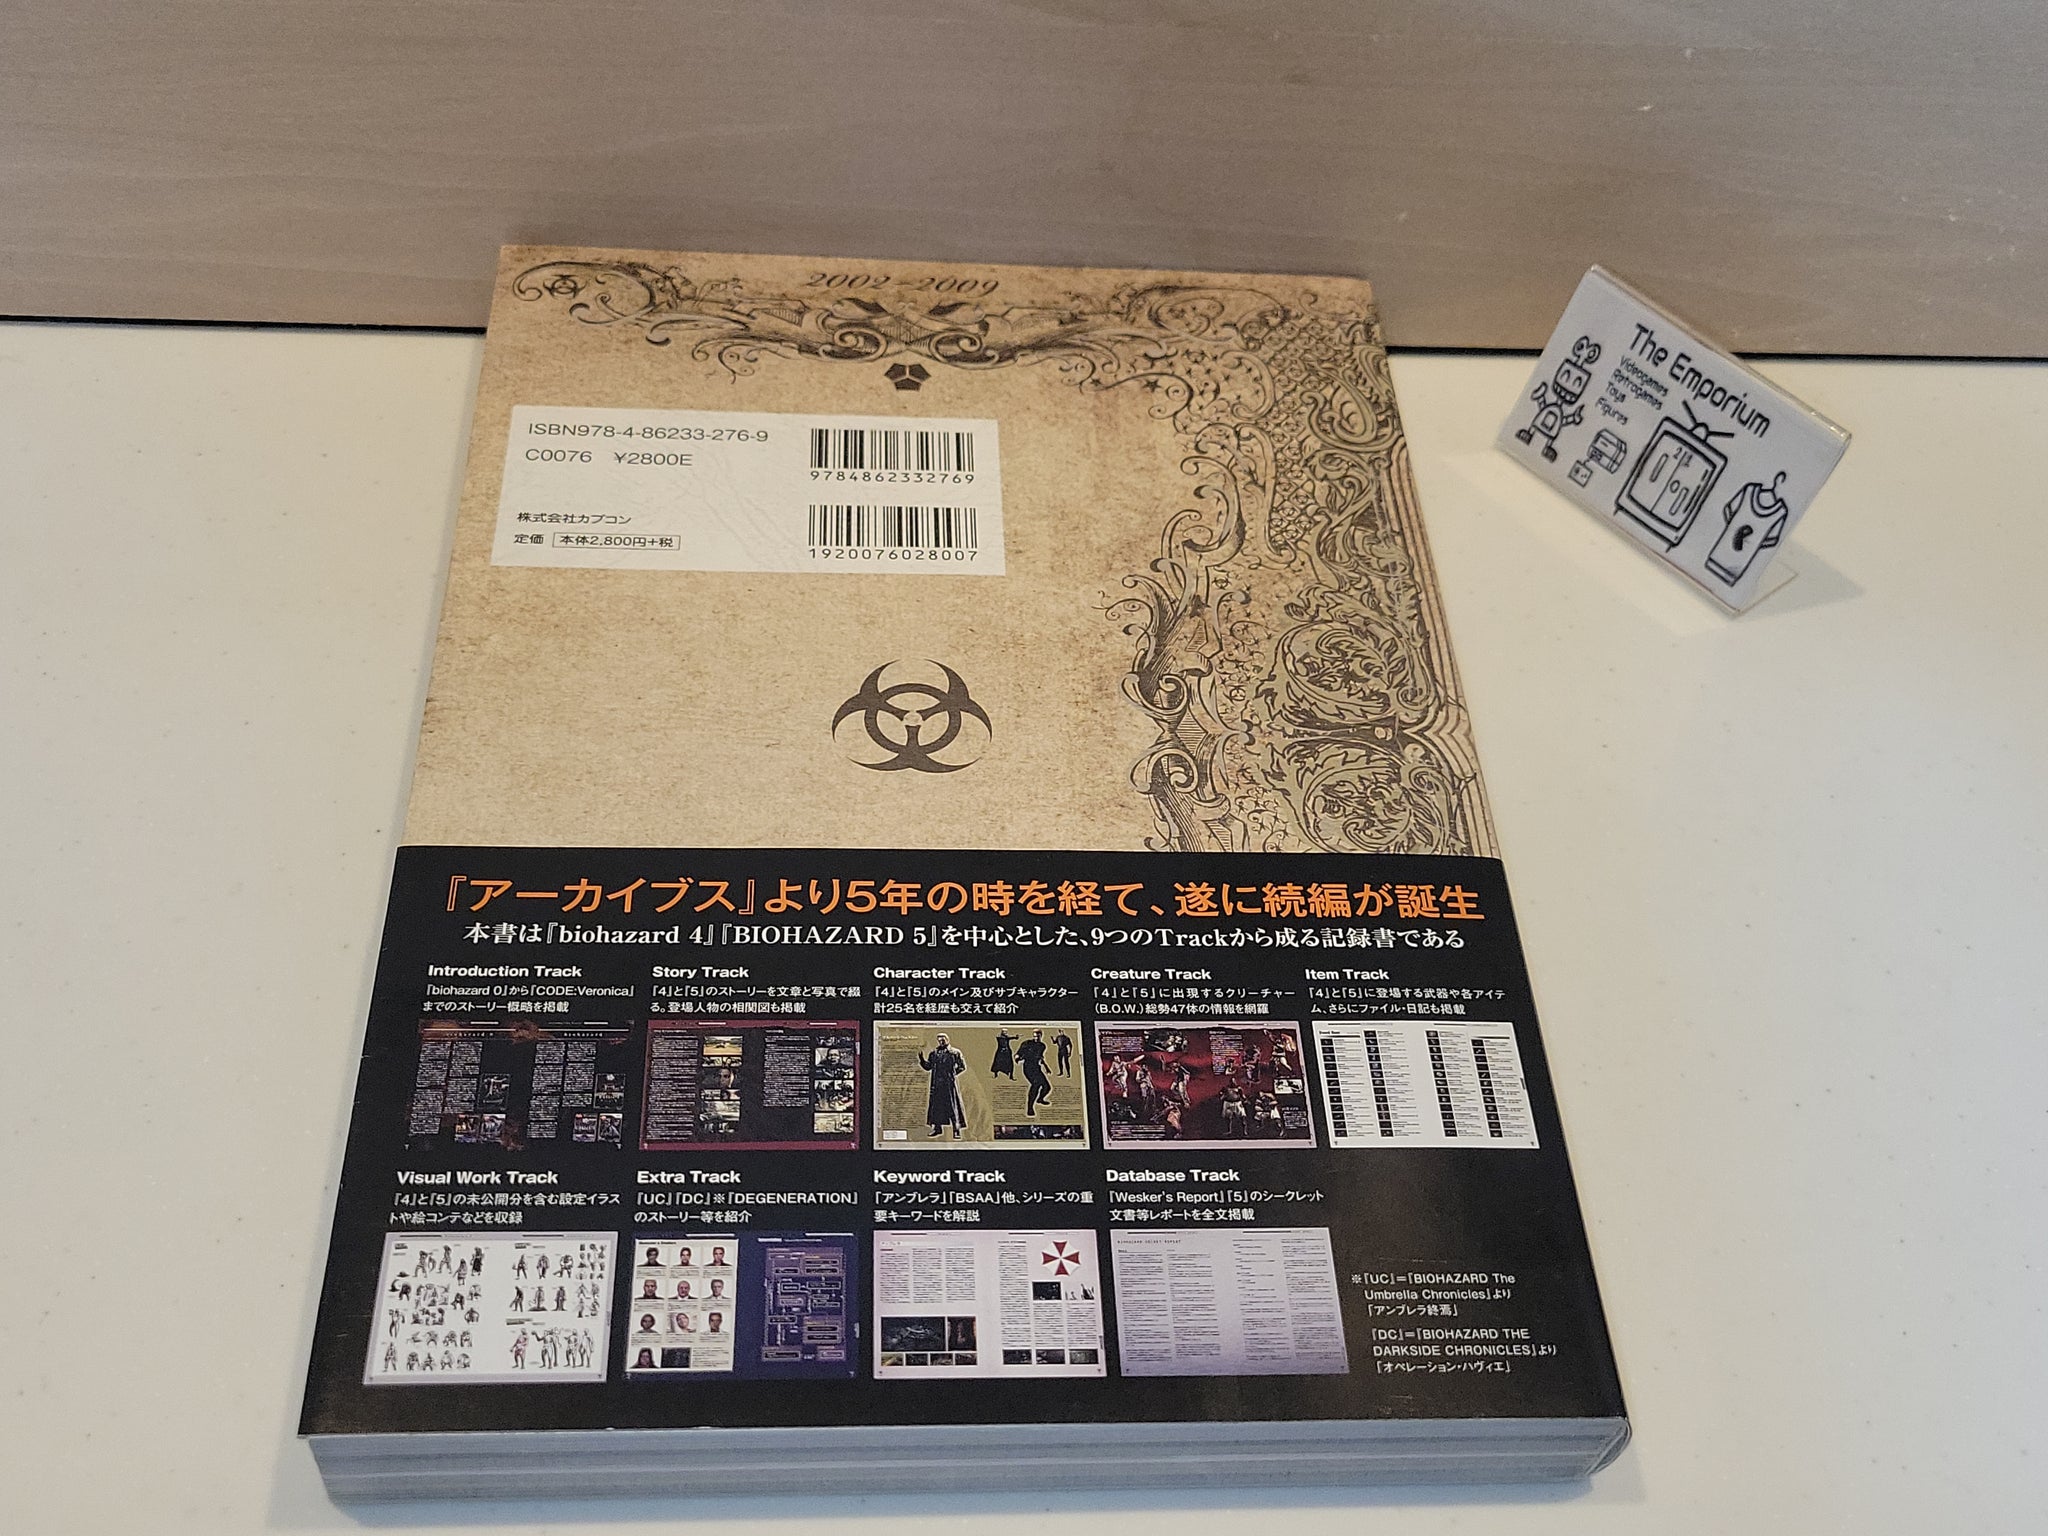 2002-2009
ISBN978-4-86233-276-9
C0076 ¥2800E
9784862332769
株式会社カプコン
定価 本体2,800円+税
1920076028007
The Emporium
Videogames
Retrogames
Toys
Figures
『アーカイブス』より5年の時を経て、遂に続編が誕生
本書は『biohazard 4』『BIOHAZARD 5』を中心とした、9つのTrackから成る記録書である
Introduction Track
『biohazard 0』から『CODE:Veronica』
までのストーリー概略を掲載
Story Track
『4』と『5』のストーリーを文章と写真で綴
る。登場人物の相関図も掲載
Character Track
『4』と『5』のメイン及びサブキャラクター
計25名を経歴も交えて紹介
Creature Track
『4』と『5』に出現するクリーチャー
(B.O.W.)総勢47体の情報を網羅
Item Track
『4』と『5』に登場する武器や各アイテ
ム、さらにファイル・日記も掲載
Visual Work Track
『4』と『5』の未公開分を含む設定イラス
トや絵コンテなどを収録
Extra Track
『UC』『DC』※『DEGENERATION』
のストーリー等を紹介
Keyword Track
『アンブレラ』『BSAA』他、シリーズの重
要キーワードを解説
Database Track
『Wesker's Report』『5』のシークレット
文書等レポートを全文掲載
※『UC』=『BIOHAZARD The
Umbrella Chronicles』より
「アンブレラ終焉」
『DC』=『BIOHAZARD THE
DARKSIDE CHRONICLES』より
「オペレーション・ハヴィエ」